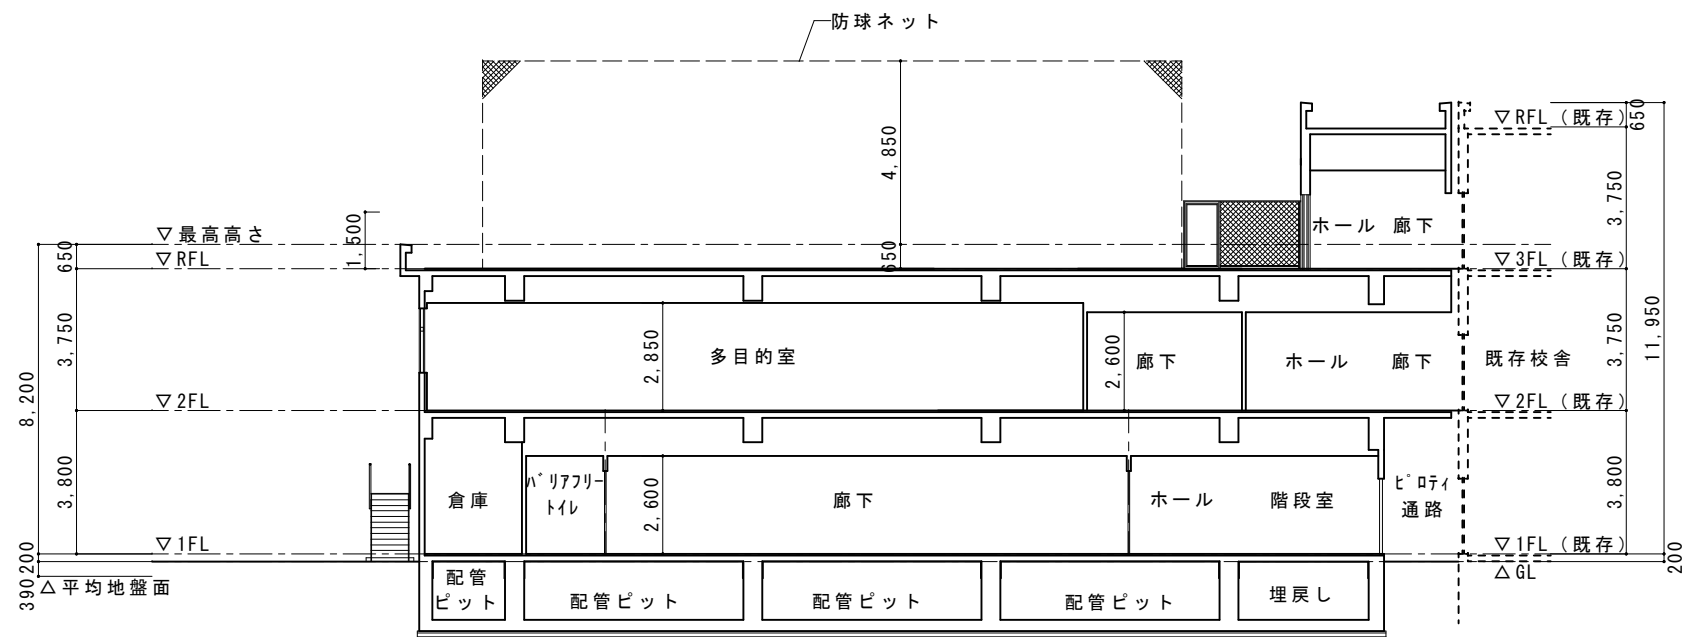 防球ネット
▽RFL（既存）
650
4,850
3,750
1,500
ホール 廊下
▽最高高さ
650
▽RFL
650
▽3FL（既存）
3,750
2,850
多目的室
2,600
廊下
ホール 廊下
3,750
既存校舎
11,950
8,200
▽2FL
▽2FL（既存）
3,800
倉庫
ﾊﾞﾘｱﾌﾘｰ
ﾄｲﾚ
2,600
廊下
ホール 階段室
ﾋﾟﾛﾃｨ
通路
3,800
▽1FL
▽1FL（既存）
200
200
△GL
390
△平均地盤面
配管
ピット
配管ピット
配管ピット
配管ピット
埋戻し